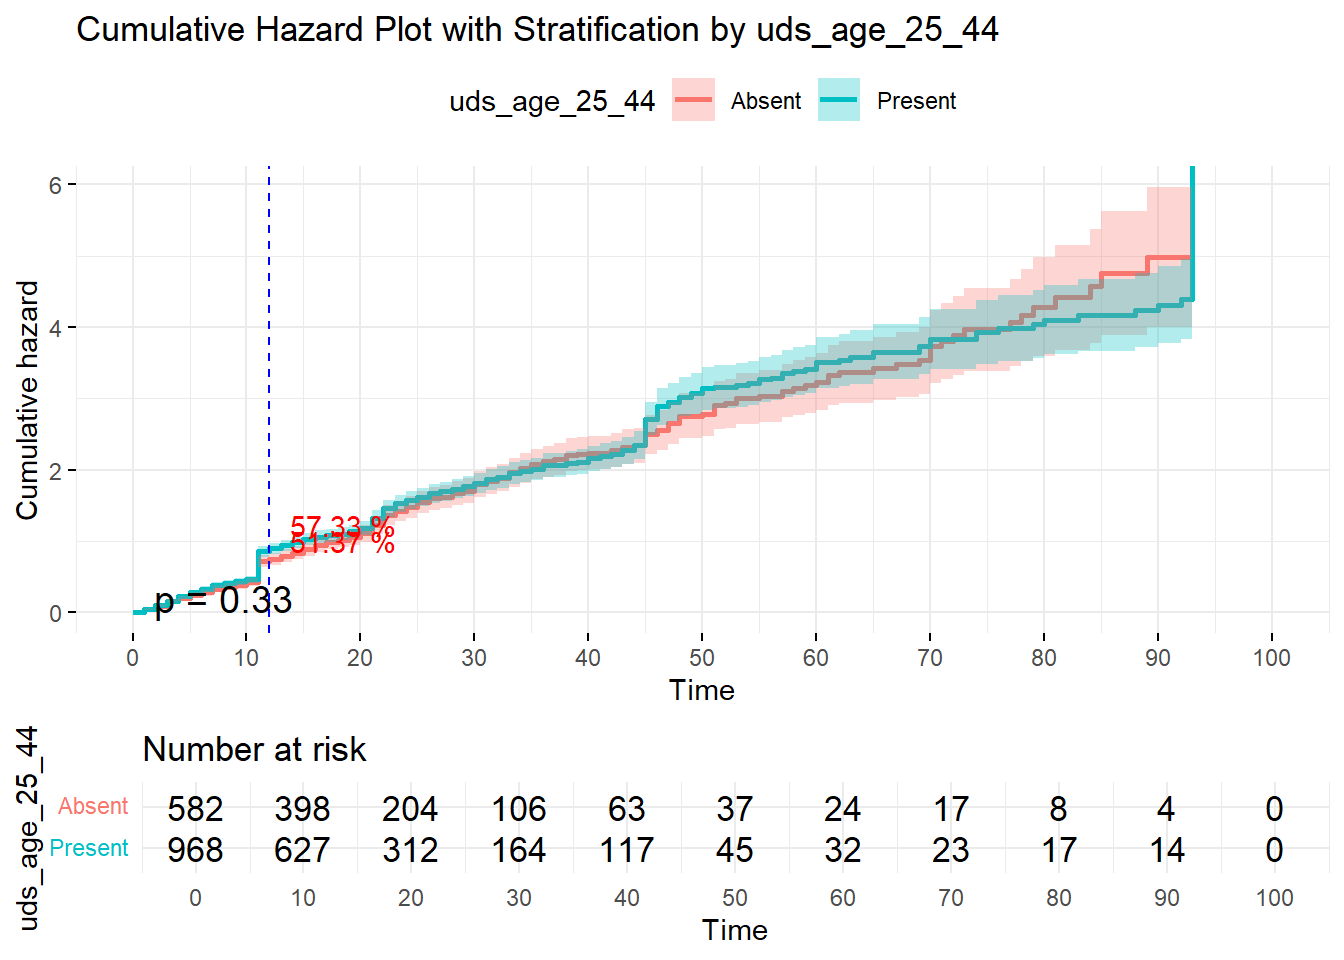 Cumulative Hazard Plot with Stratification by uds_age_25_44
uds_age_25_44 Absent Present
Cumulative hazard
6
4
2
0
57.33 %
51.37 %
p = 0.33
0 10 20 30 40 50 60 70 80 90 100
Time
Number at risk
uds_age_25_44
Absent 582 398 204 106 63 37 24 17 8 4 0
Present 968 627 312 164 117 45 32 23 17 14 0
0 10 20 30 40 50 60 70 80 90 100
Time